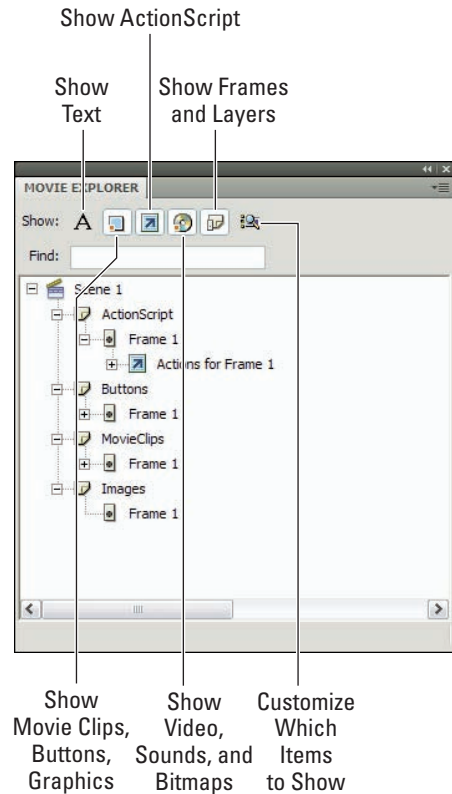 Show ActionScript
Show
Text
Show Frames
and Layers
MOVIE EXPLORER
Show: A
Find:
Scene 1
ActionScript
Frame 1
Actions for Frame 1
Buttons
Frame 1
MovieClips
Frame 1
Images
Frame 1
Show
Movie Clips,
Buttons,
Graphics
Show
Video,
Sounds, and
Bitmaps
Customize
Which
Items
to Show